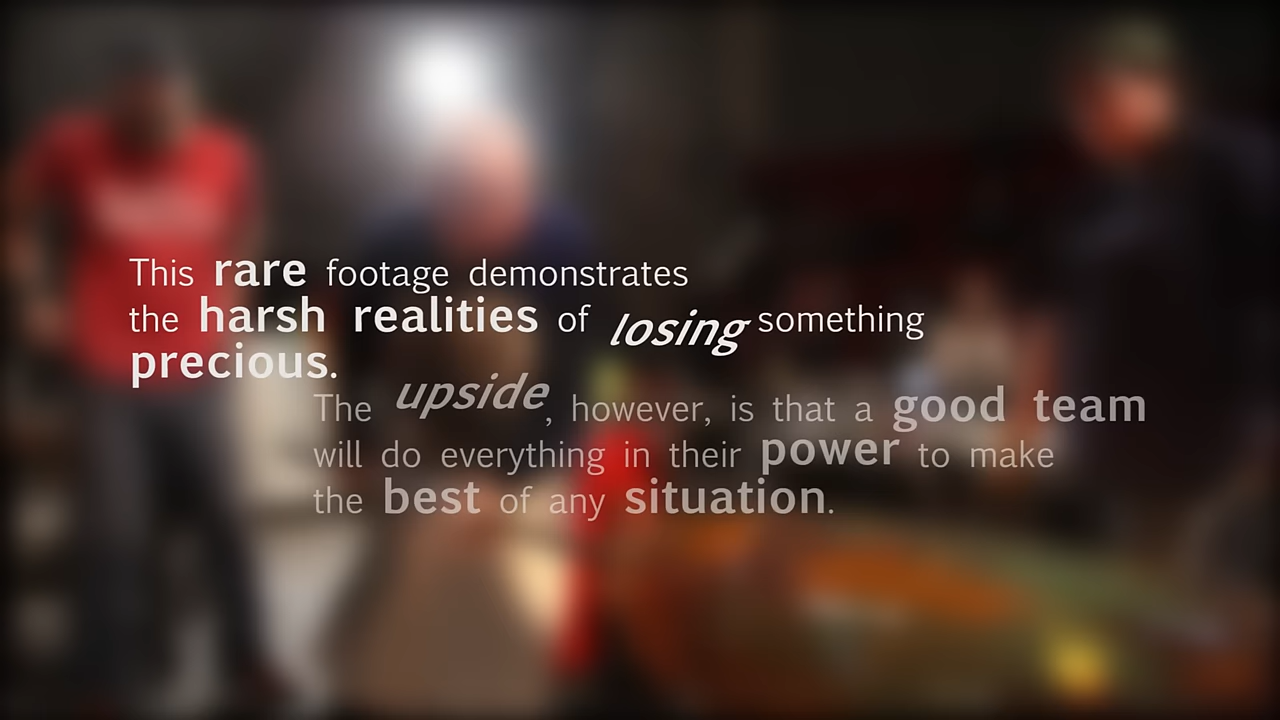 This rare footage demonstrates
the harsh realities of losing something
precious.
The upside, however, is that a good team
will do everything in their power to make
the best of any situation.